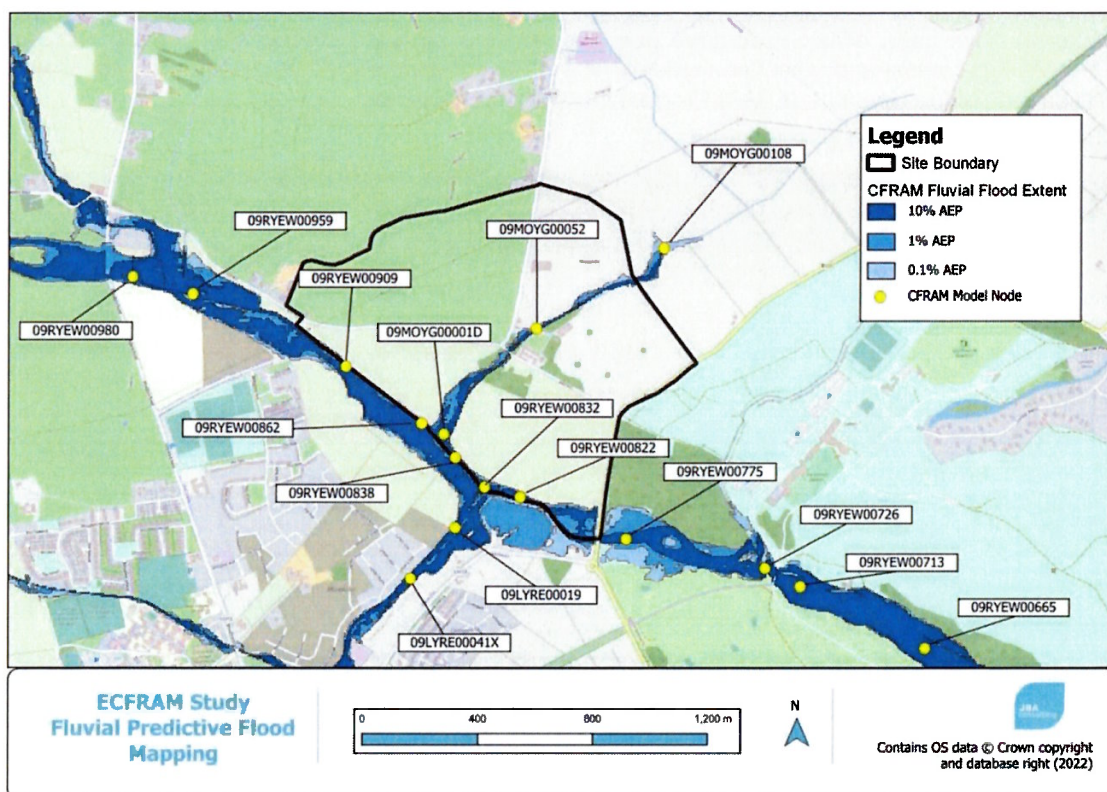 09MOYG00108
Legend
Site Boundary
CFRAM Fluvial Flood Extent
10% AEP
1% AEP
0.1% AEP
CFRAM Model Node
09RYEW00959
09MOYG00052
09RYEW00909
09RYEW00980
09MOYG00001D
09RYEW00832
09RYEW00862
09RYEW00822
09RYEW00775
09RYEW00838
09RYEW00726
09RYEW00713
09LYRE00019
09RYEW00665
09LYRE00041X
ECFRAM Study
Fluvial Predictive Flood
Mapping
0 400 800 1,200 m
N
JBA
Contains OS data © Crown copyright
and database right (2022)